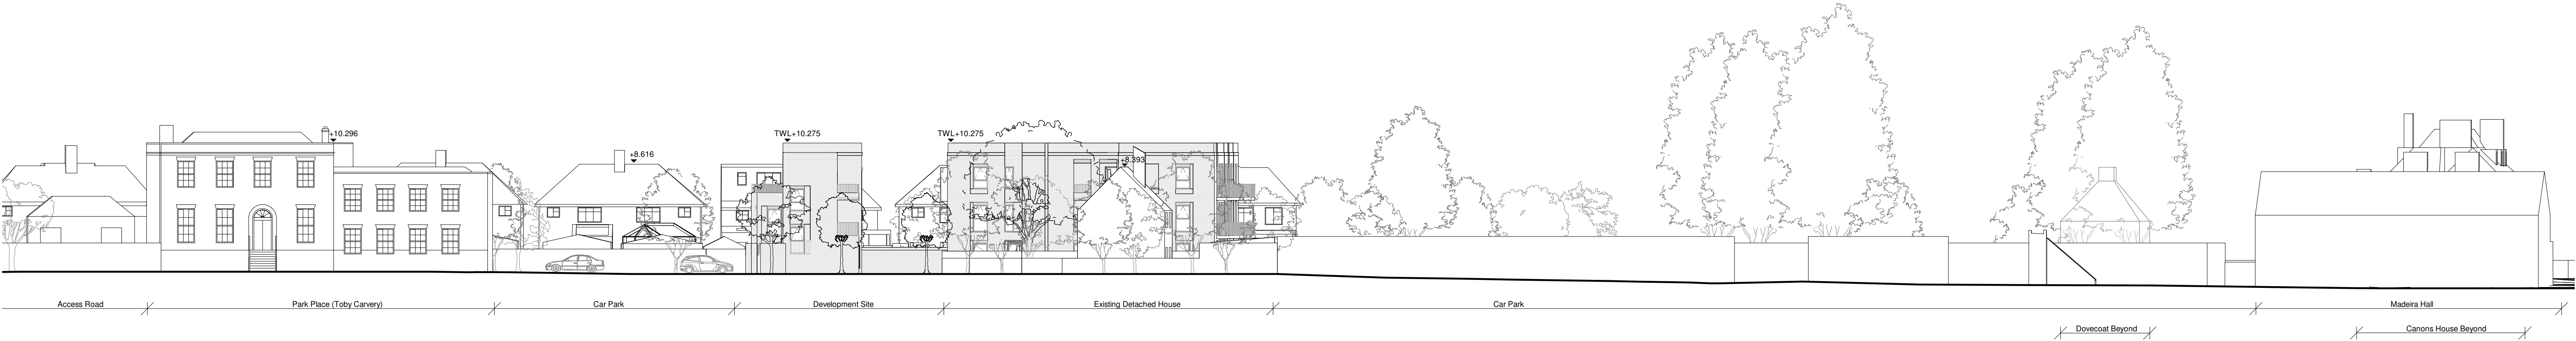 +10.296
TWL+10.275
TWL+10.275
+8.616
+8.393
Access Road
Park Place (Toby Carvery)
Car Park
Development Site
Existing Detached House
Car Park
Madeira Hall
Dovecoat Beyond
Canons House Beyond